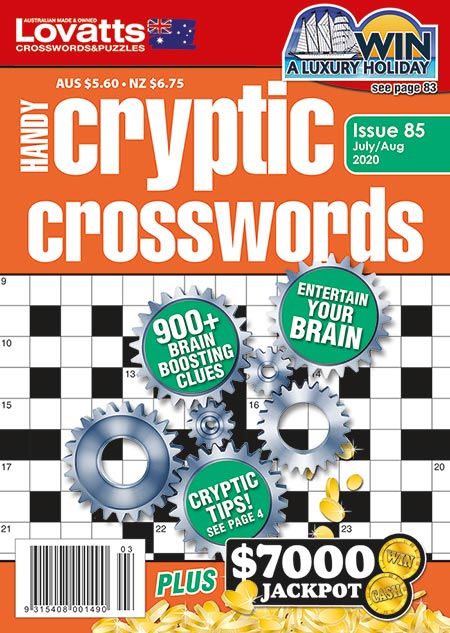 AUSTRALIAN MADE & OWNED
Lovatts
CROSSWORDS&PUZZLES
WIN
A LUXURY HOLIDAY
see page 83
AUS $5.60 • NZ $6.75
HANDY
cryptic
crosswords
Issue 85
July/Aug
2020
9
10
13
15
16
17
20
21
22
23
900+
BRAIN
BOOSTING
CLUES
ENTERTAIN
YOUR
BRAIN
CRYPTIC
TIPS!
SEE PAGE 4
PLUS
$7000
JACKPOT
WIN
CASH
03
9 315408 001490